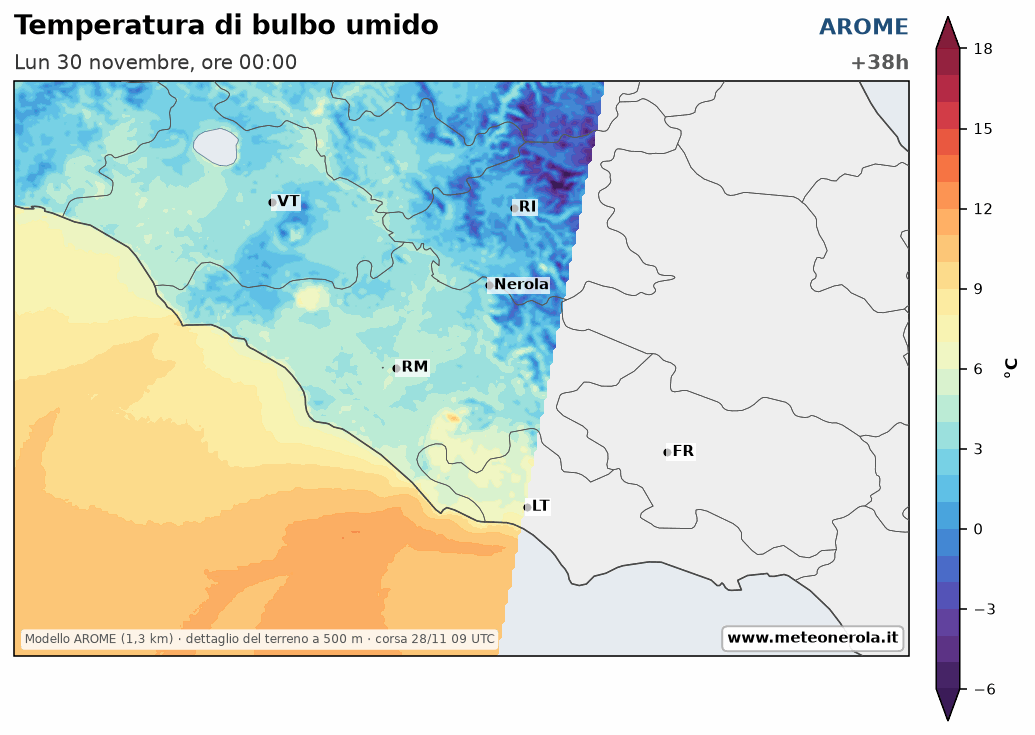 Temperatura di bulbo umido
AROME
Lun 30 novembre, ore 00:00
+38h
VT
RI
Nerola
RM
FR
LT
18
15
12
9
6
3
0
−3
−6
°C
Modello AROME (1,3 km) · dettaglio del terreno a 500 m · corsa 28/11 09 UTC
www.meteonerola.it